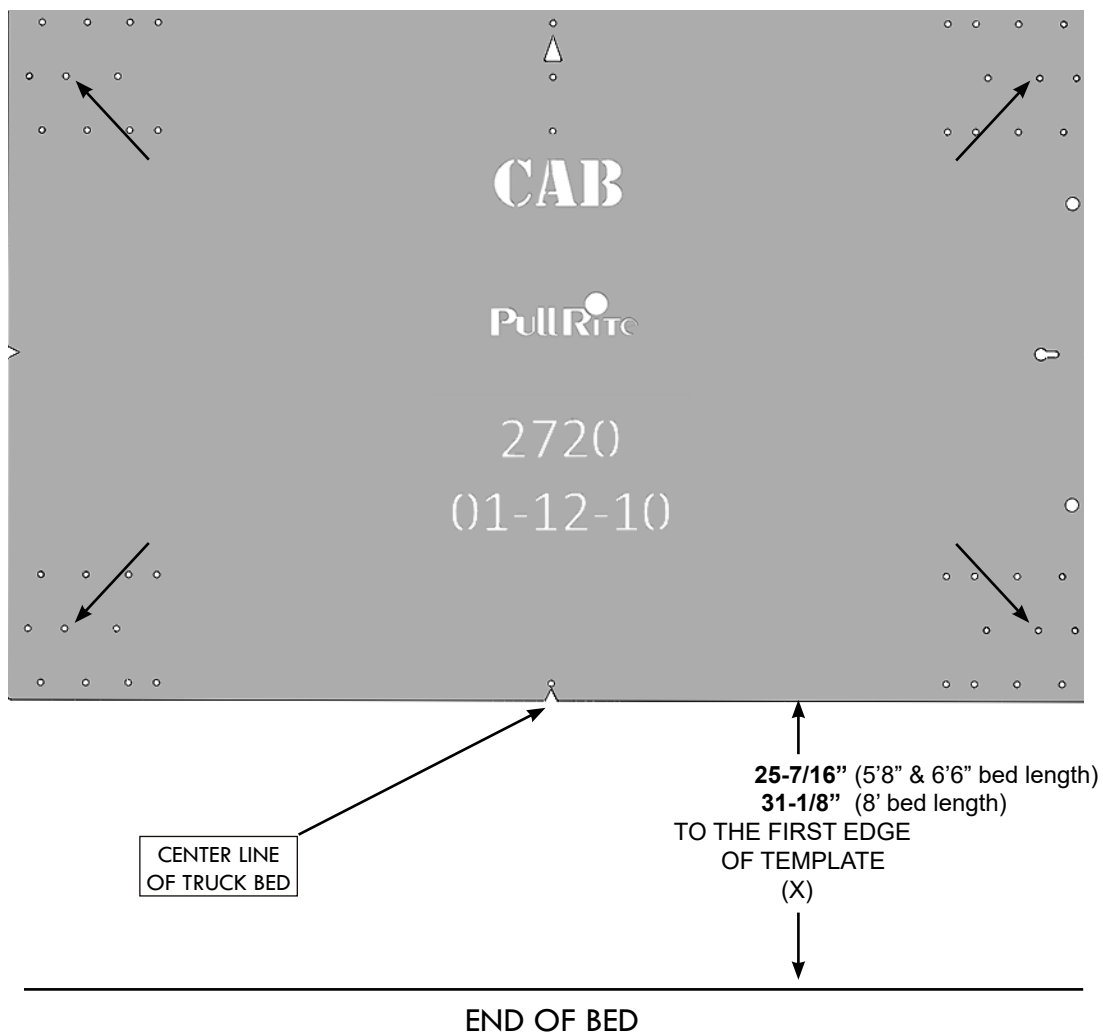 CAB
PullRite
2720
01-12-10
25-7/16” (5’8” & 6’6” bed length)
31-1/8” (8’ bed length)
TO THE FIRST EDGE
OF TEMPLATE
(X)
CENTER LINE
OF TRUCK BED
END OF BED